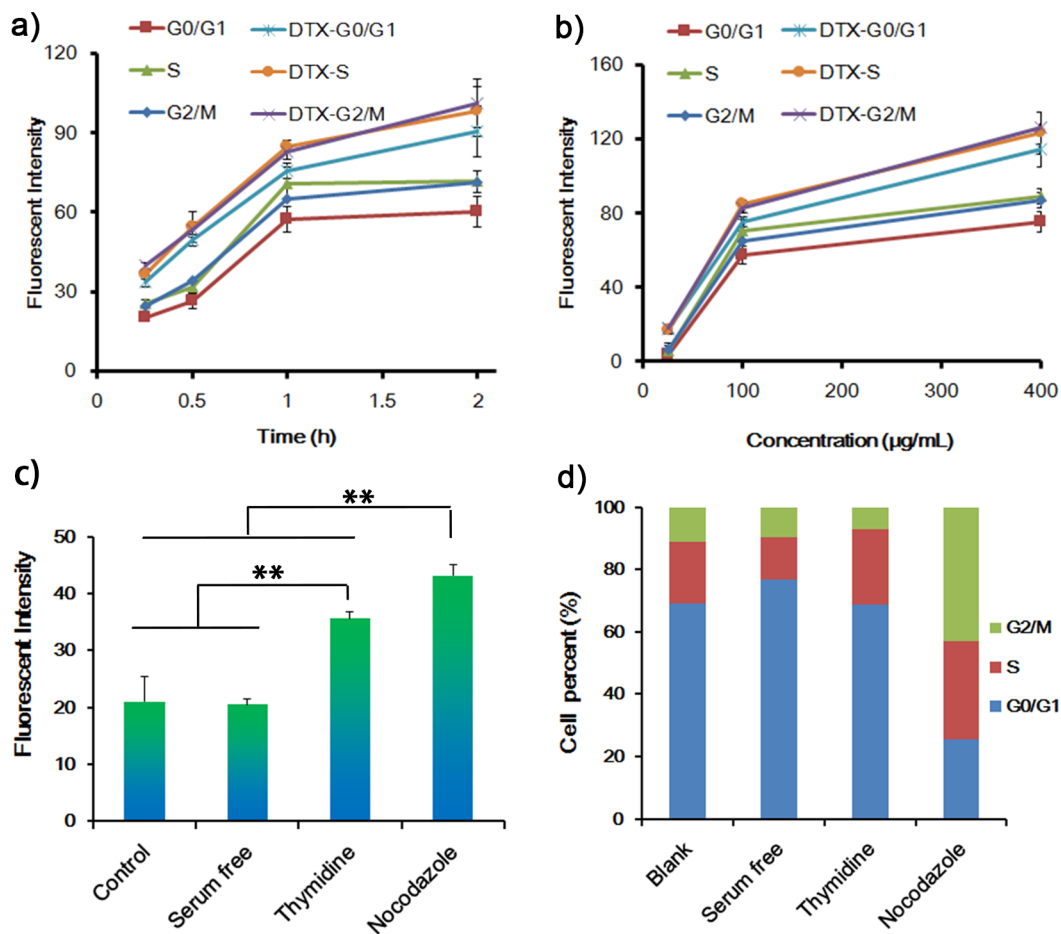 a)
G0/G1
DTX-G0/G1
S
DTX-S
G2/M
DTX-G2/M
120
90
60
30
0
Fluorescent Intensity
0
0.5
1
1.5
2
Time (h)
b)
G0/G1
DTX-G0/G1
S
DTX-S
G2/M
DTX-G2/M
160
120
80
40
0
Fluorescent Intensity
0
100
200
300
400
Concentration (µg/mL)
c)
**
**
50
40
30
20
10
0
Fluorescent Intensity
Control
Serum free
Thymidine
Nocodazole
d)
100
80
60
40
20
0
Cell percent (%)
G2/M
S
G0/G1
Blank
Serum free
Thymidine
Nocodazole